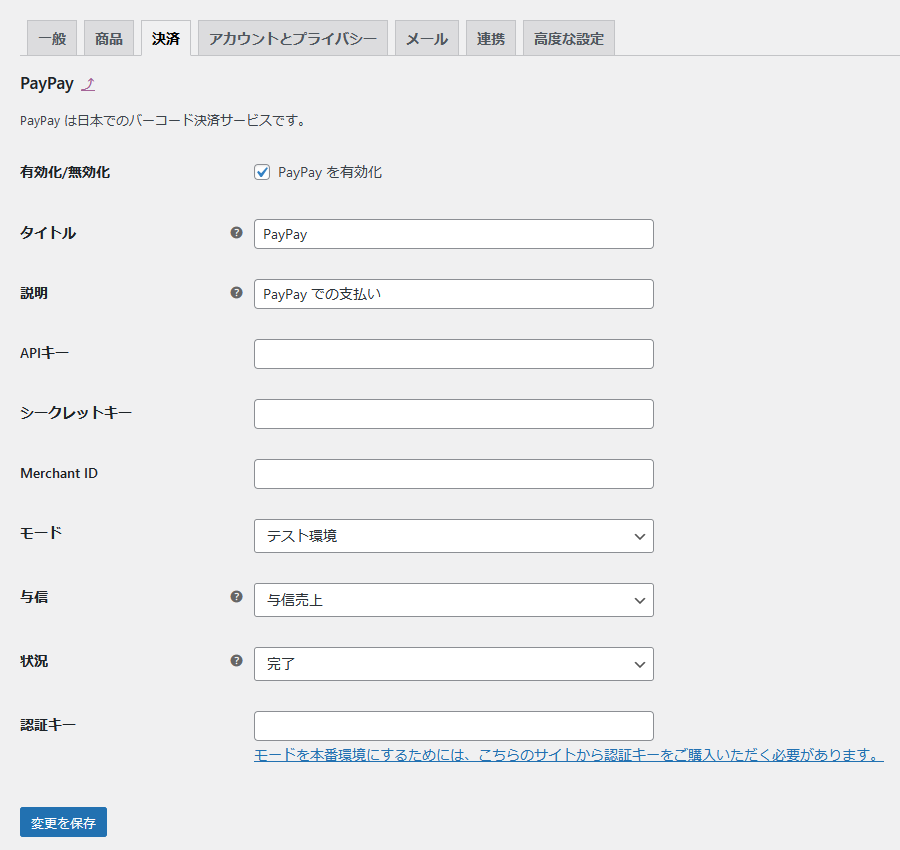 一般 商品 決済 アカウントとプライバシー メール 連携 高度な設定
PayPay
PayPay は日本でのバーコード決済サービスです。
有効化/無効化 PayPay を有効化
タイトル PayPay
説明 PayPay での支払い
APIキー
シークレットキー
Merchant ID
モード テスト環境
与信 与信売上
状況 完了
認証キー
モードを本番環境にするためには、こちらのサイトから認証キーをご購入いただく必要があります。
変更を保存